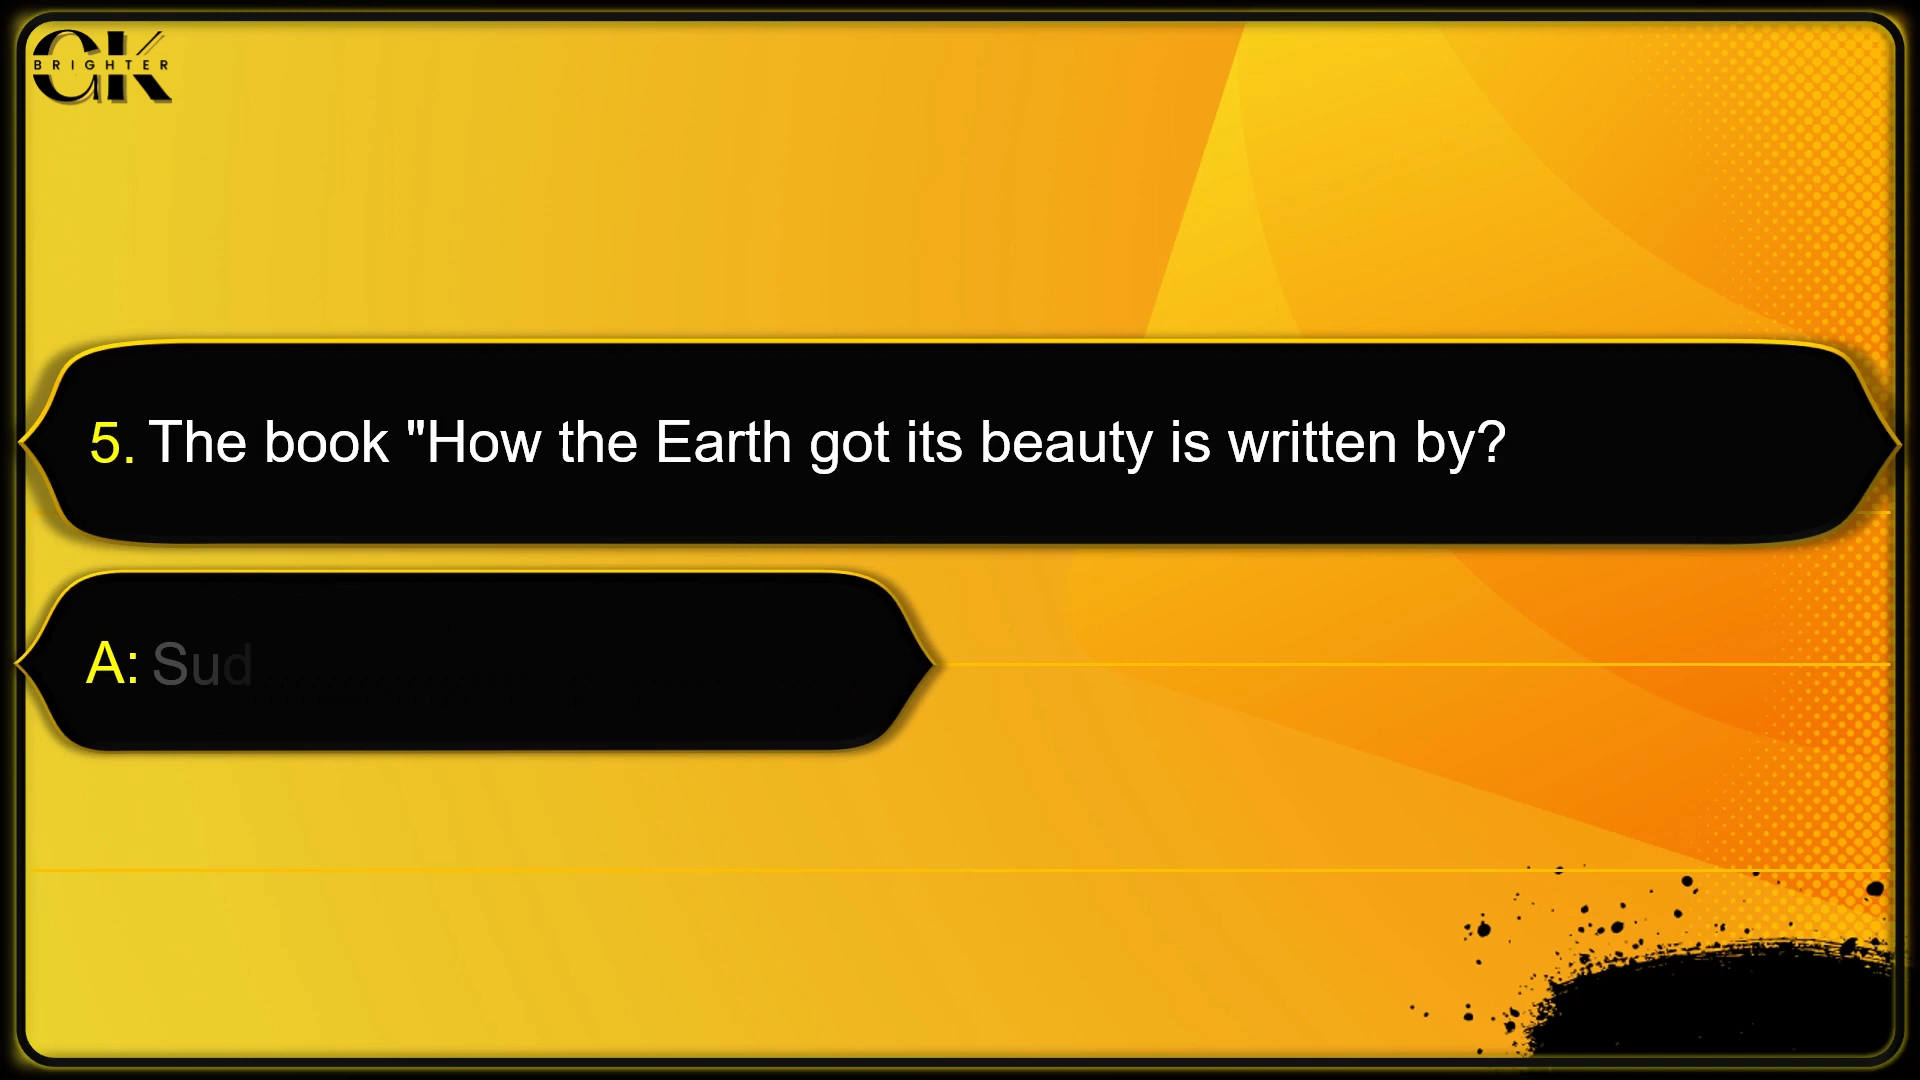 GK
BRIGHTER
5. The book "How the Earth got its beauty is written by?
A: Sud